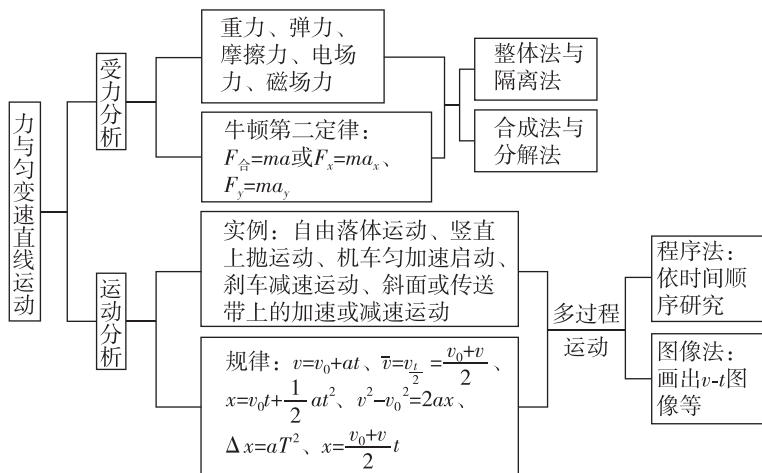 力与匀变速直线运动
受力分析
重力、弹力、
摩擦力、电场
力、磁场力
牛顿第二定律：
F合=ma或Fx=max、
Fy=may
整体法与
隔离法
合成法与
分解法
运动分析
实例：自由落体运动、竖直
上抛运动、机车匀加速启动、
刹车减速运动、斜面或传送
带上的加速或减速运动
规律：v=v₀+at、v̄=v_{t/2}=\frac{v₀+v}{2}、
x=v₀t+\frac{1}{2}at²、v²-v₀²=2ax、
Δx=aT²、x=\frac{v₀+v}{2}t
多过程
运动
程序法：
依时间顺
序研究
图像法：
画出v-t图
像等